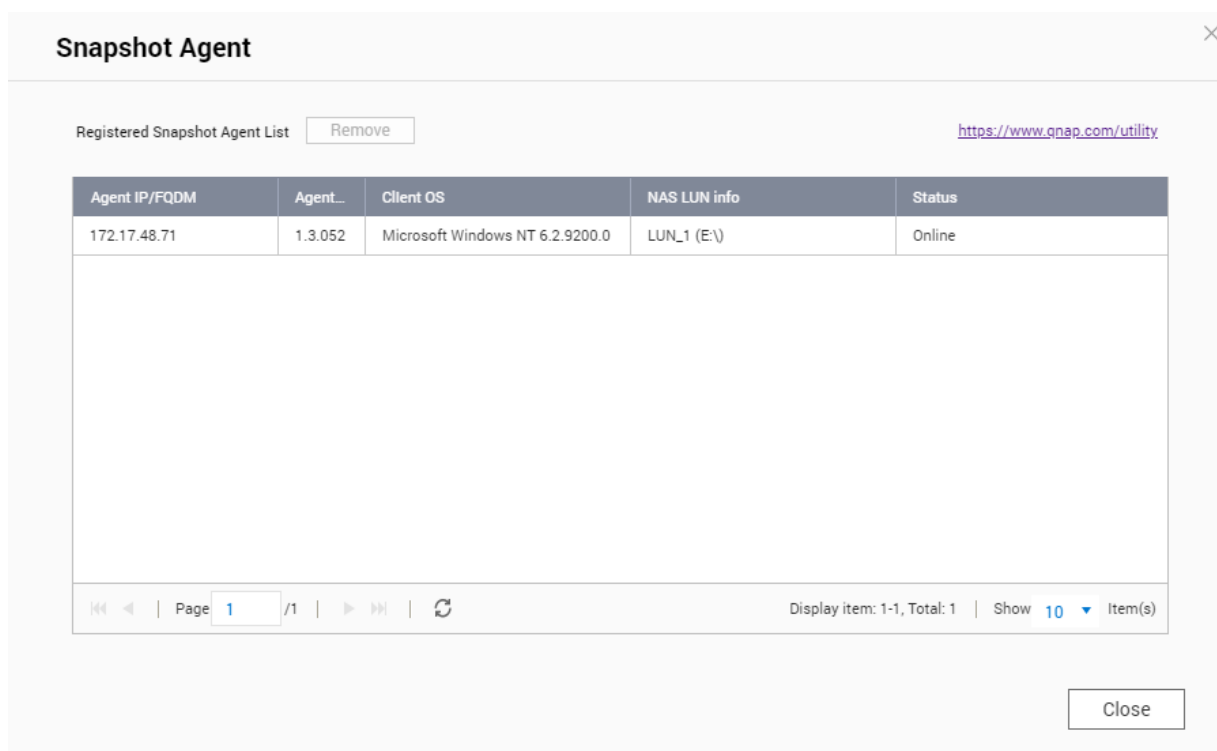 Snapshot Agent
Registered Snapshot Agent List Remove https://www.qnap.com/utility
Agent IP/FQDM Agent... Client OS NAS LUN info Status
172.17.48.71 1.3.052 Microsoft Windows NT 6.2.9200.0 LUN_1 (E:\) Online
Page 1 /1 Display item: 1-1, Total: 1 Show 10 Item(s)
Close